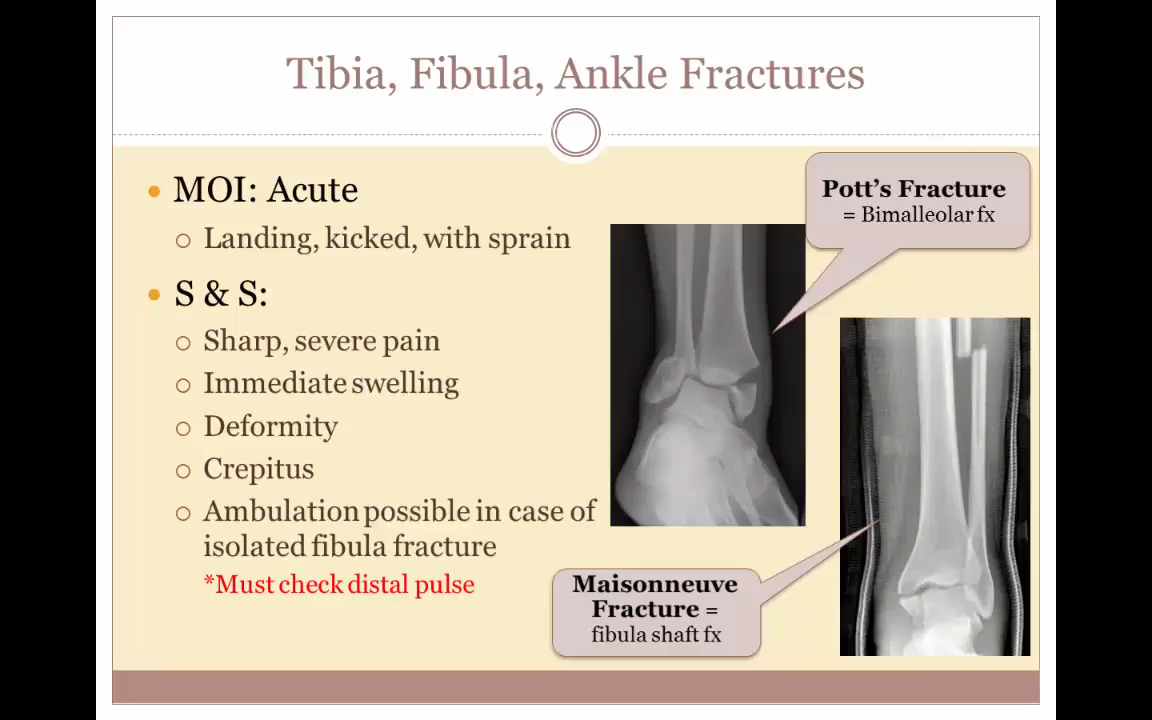 Tibia, Fibula, Ankle Fractures
MOI: Acute
Landing, kicked, with sprain
S & S:
Sharp, severe pain
Immediate swelling
Deformity
Crepitus
Ambulation possible in case of
isolated fibula fracture
*Must check distal pulse
Pott's Fracture
= Bimalleolar fx
Maisonneuve
Fracture =
fibula shaft fx